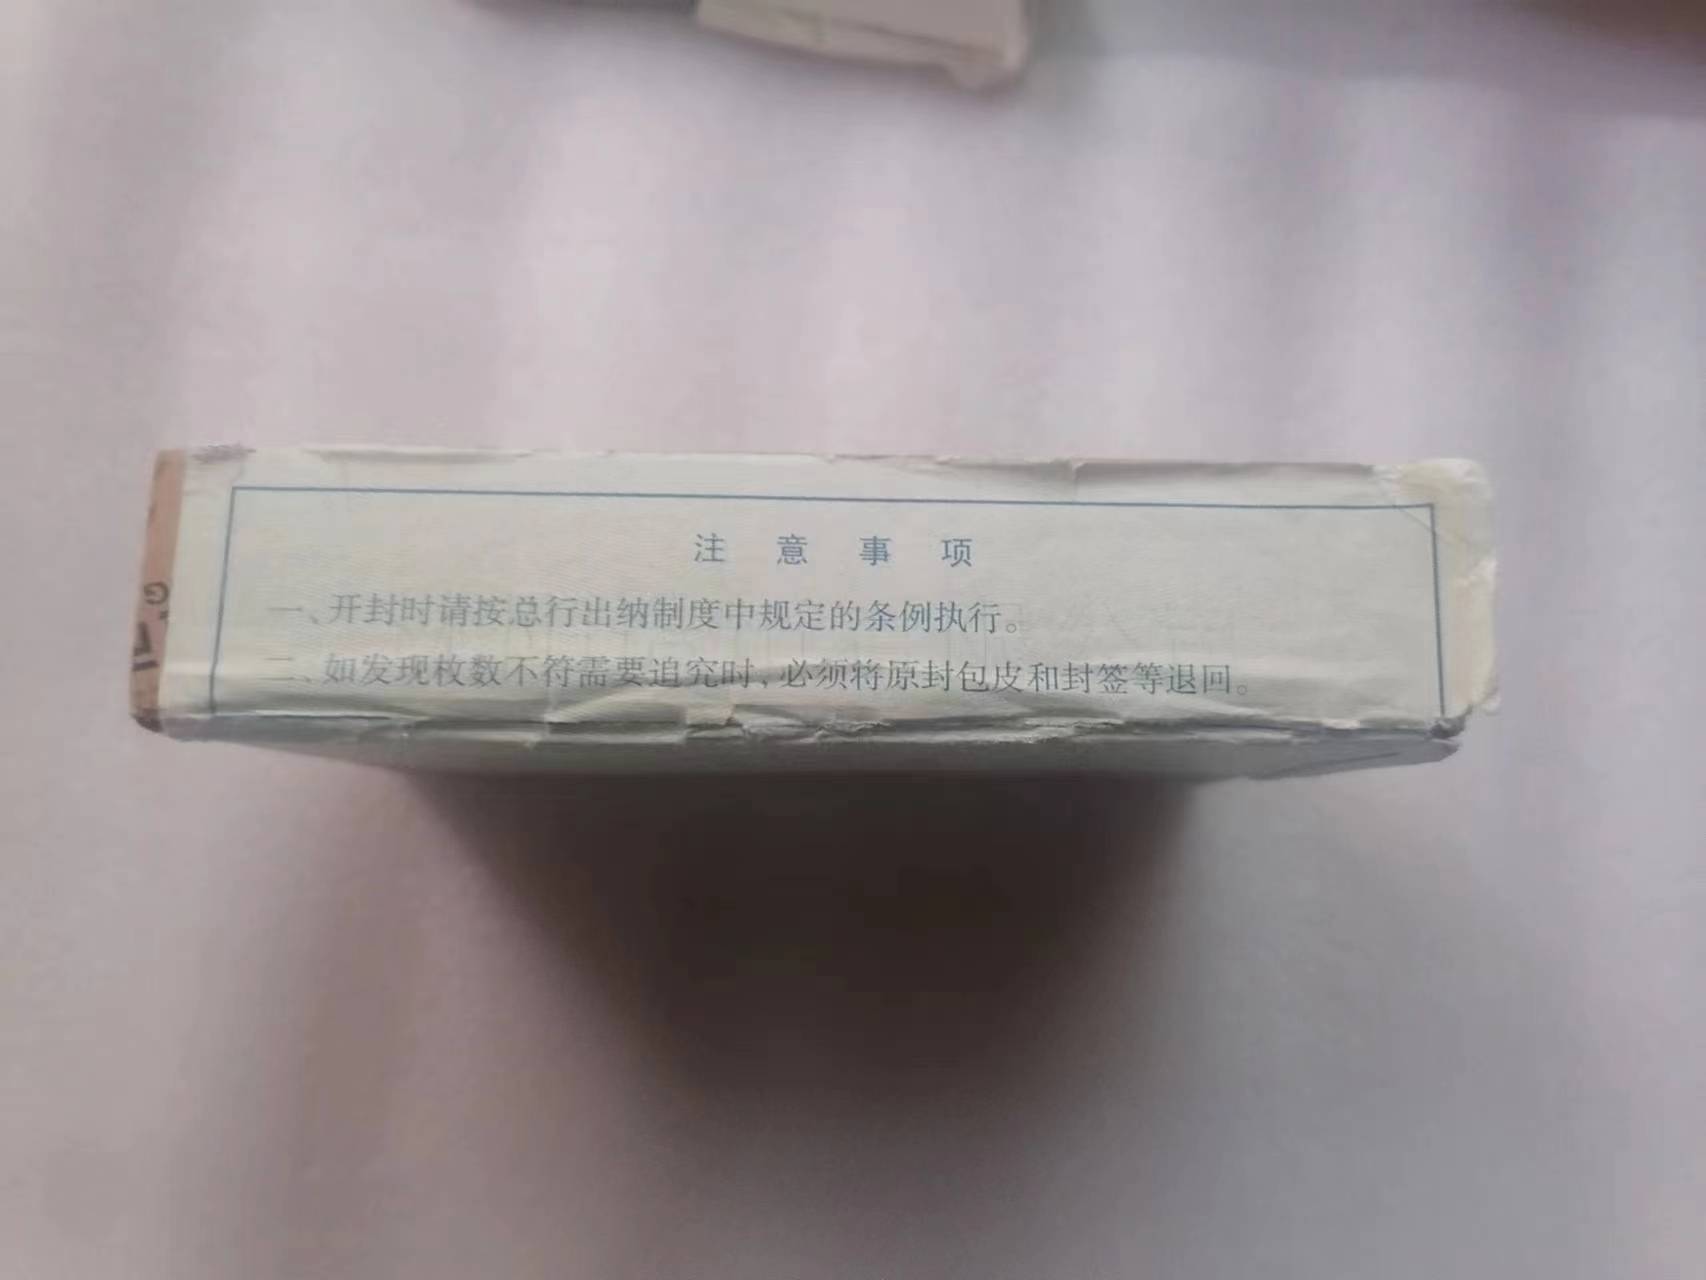 注意事项
一、开封时请按总行出纳制度中规定的条例执行。
二、如发现枚数不符需要追究时，必须将原封包皮和封签等退回。